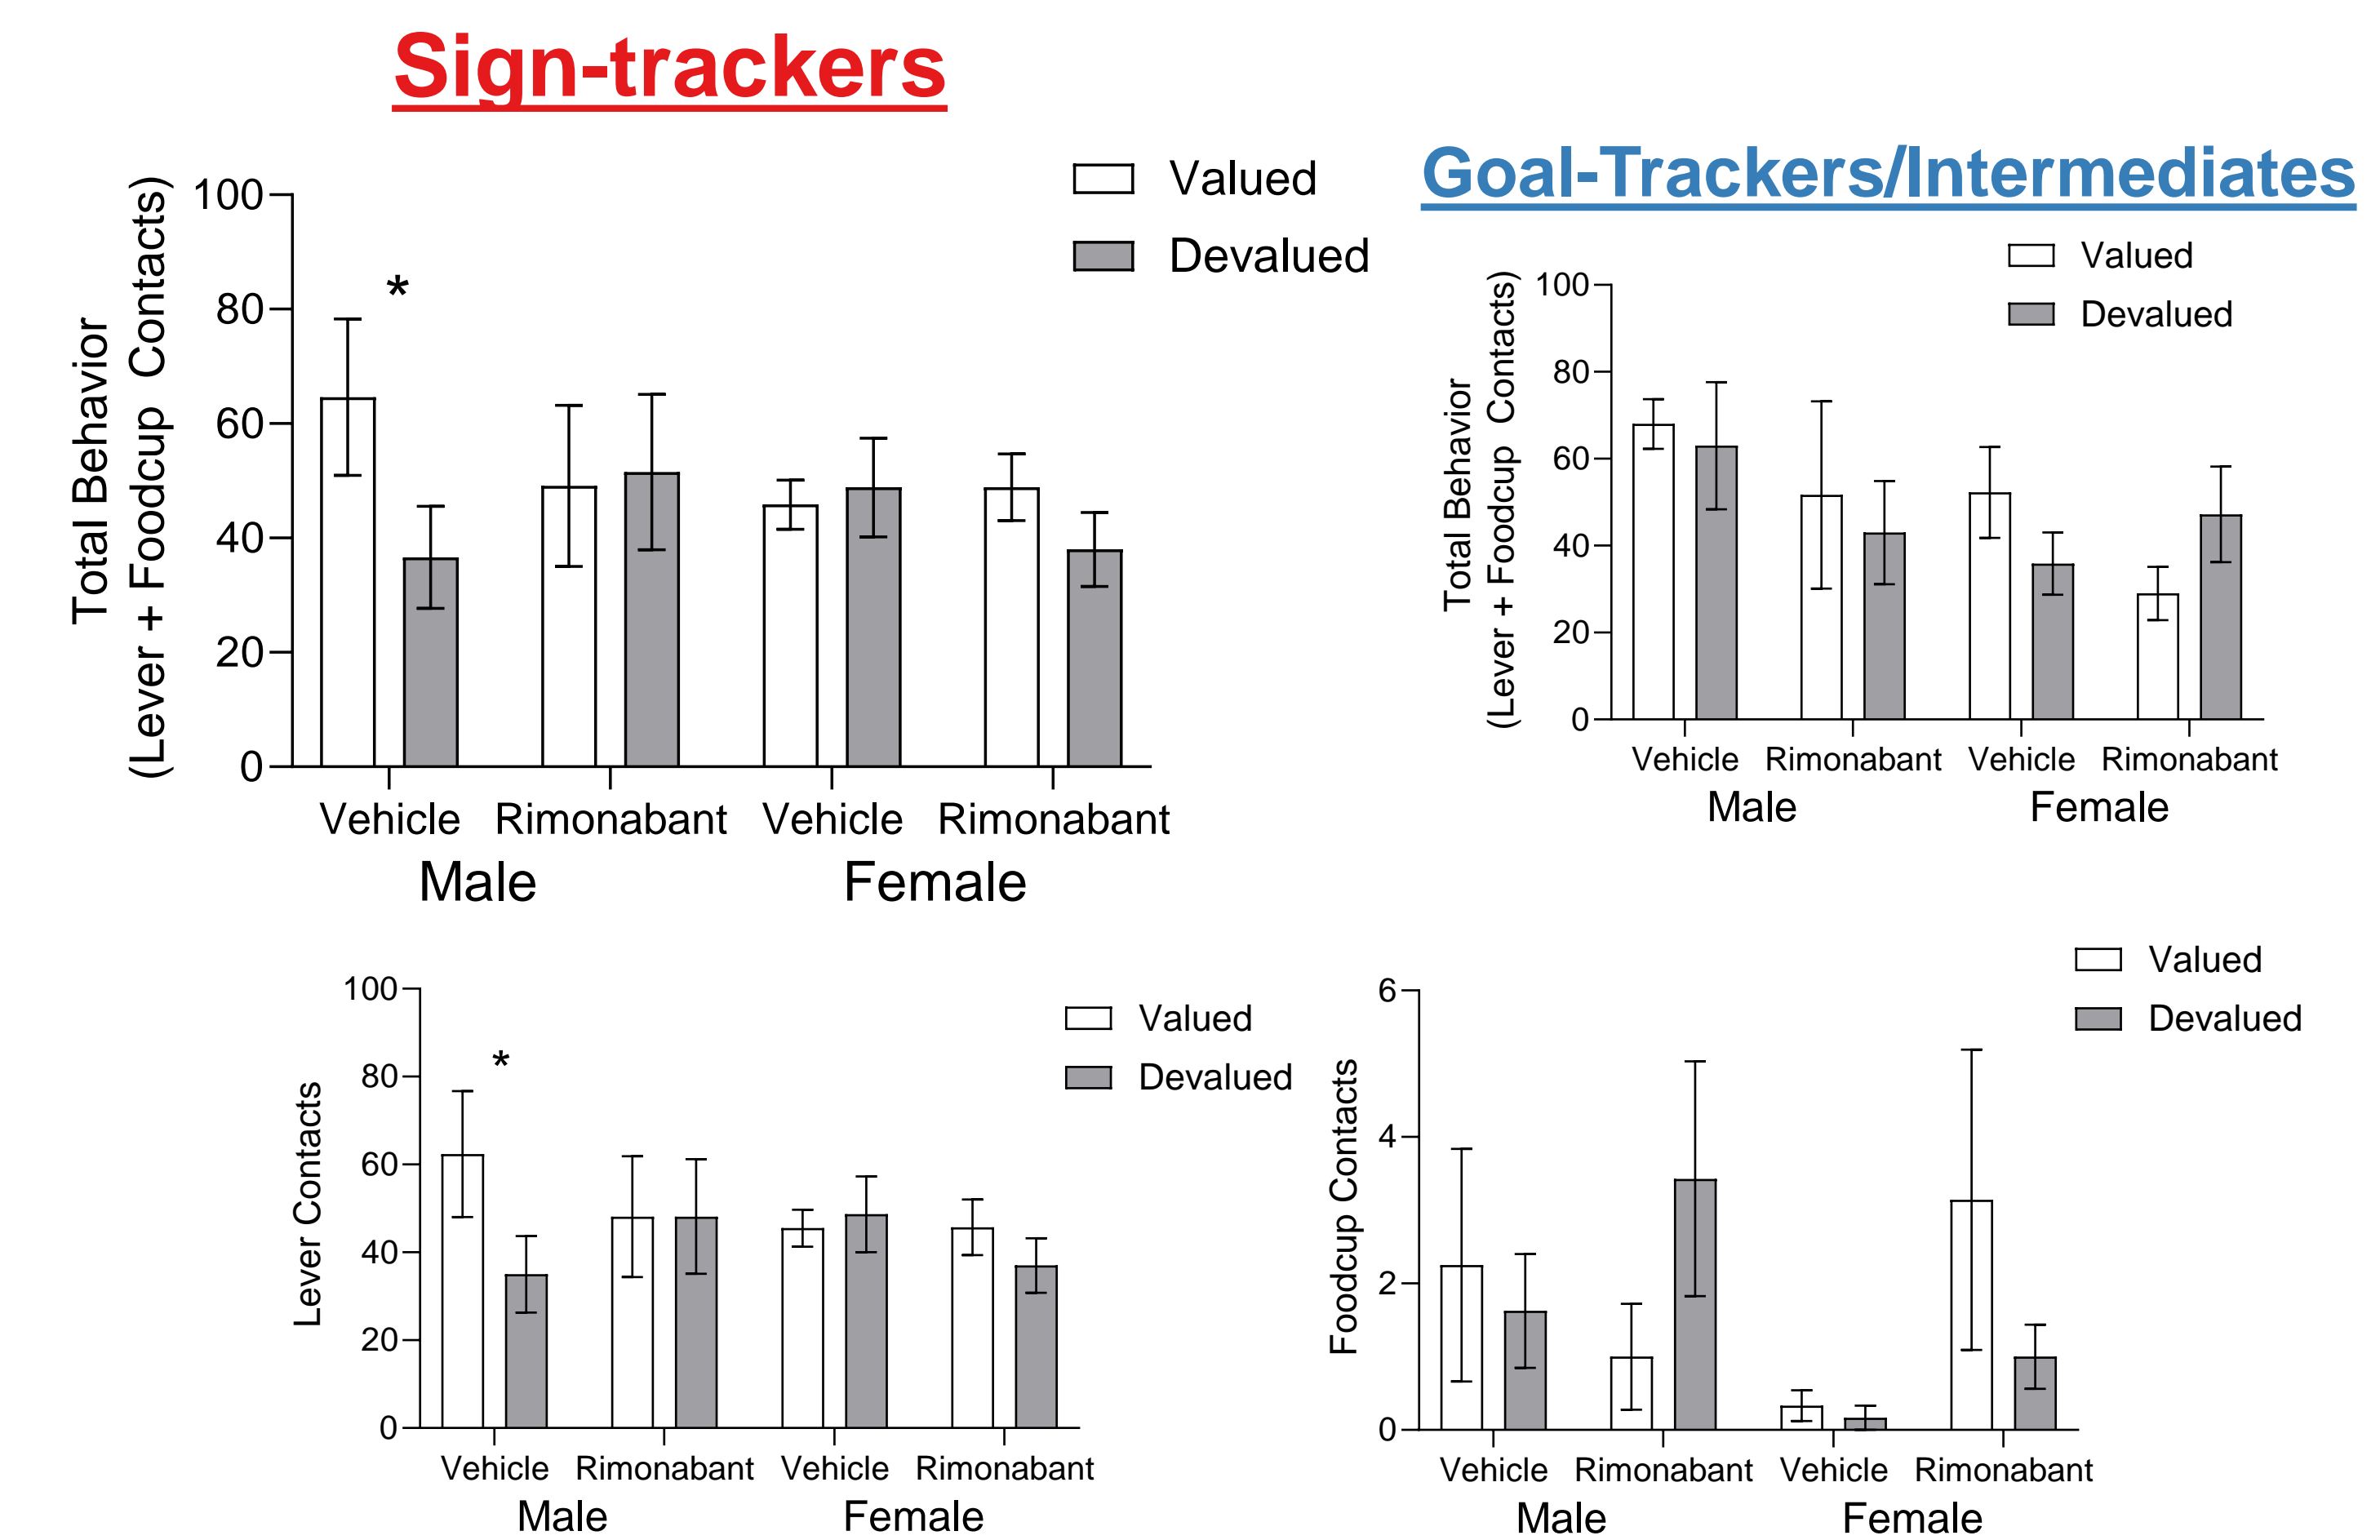 Sign-trackers
Valued
Devalued
Total Behavior
(Lever + Foodcup Contacts)
100
80
60
40
20
0
*
Vehicle Rimonabant Vehicle Rimonabant
Male Female
Goal-Trackers/Intermediates
Valued
Devalued
Total Behavior
(Lever + Foodcup Contacts)
100
80
60
40
20
0
Vehicle Rimonabant Vehicle Rimonabant
Male Female
Valued
Devalued
Lever Contacts
100
80
60
40
20
0
*
Vehicle Rimonabant Vehicle Rimonabant
Male Female
Valued
Devalued
Foodcup Contacts
6
4
2
0
Vehicle Rimonabant Vehicle Rimonabant
Male Female